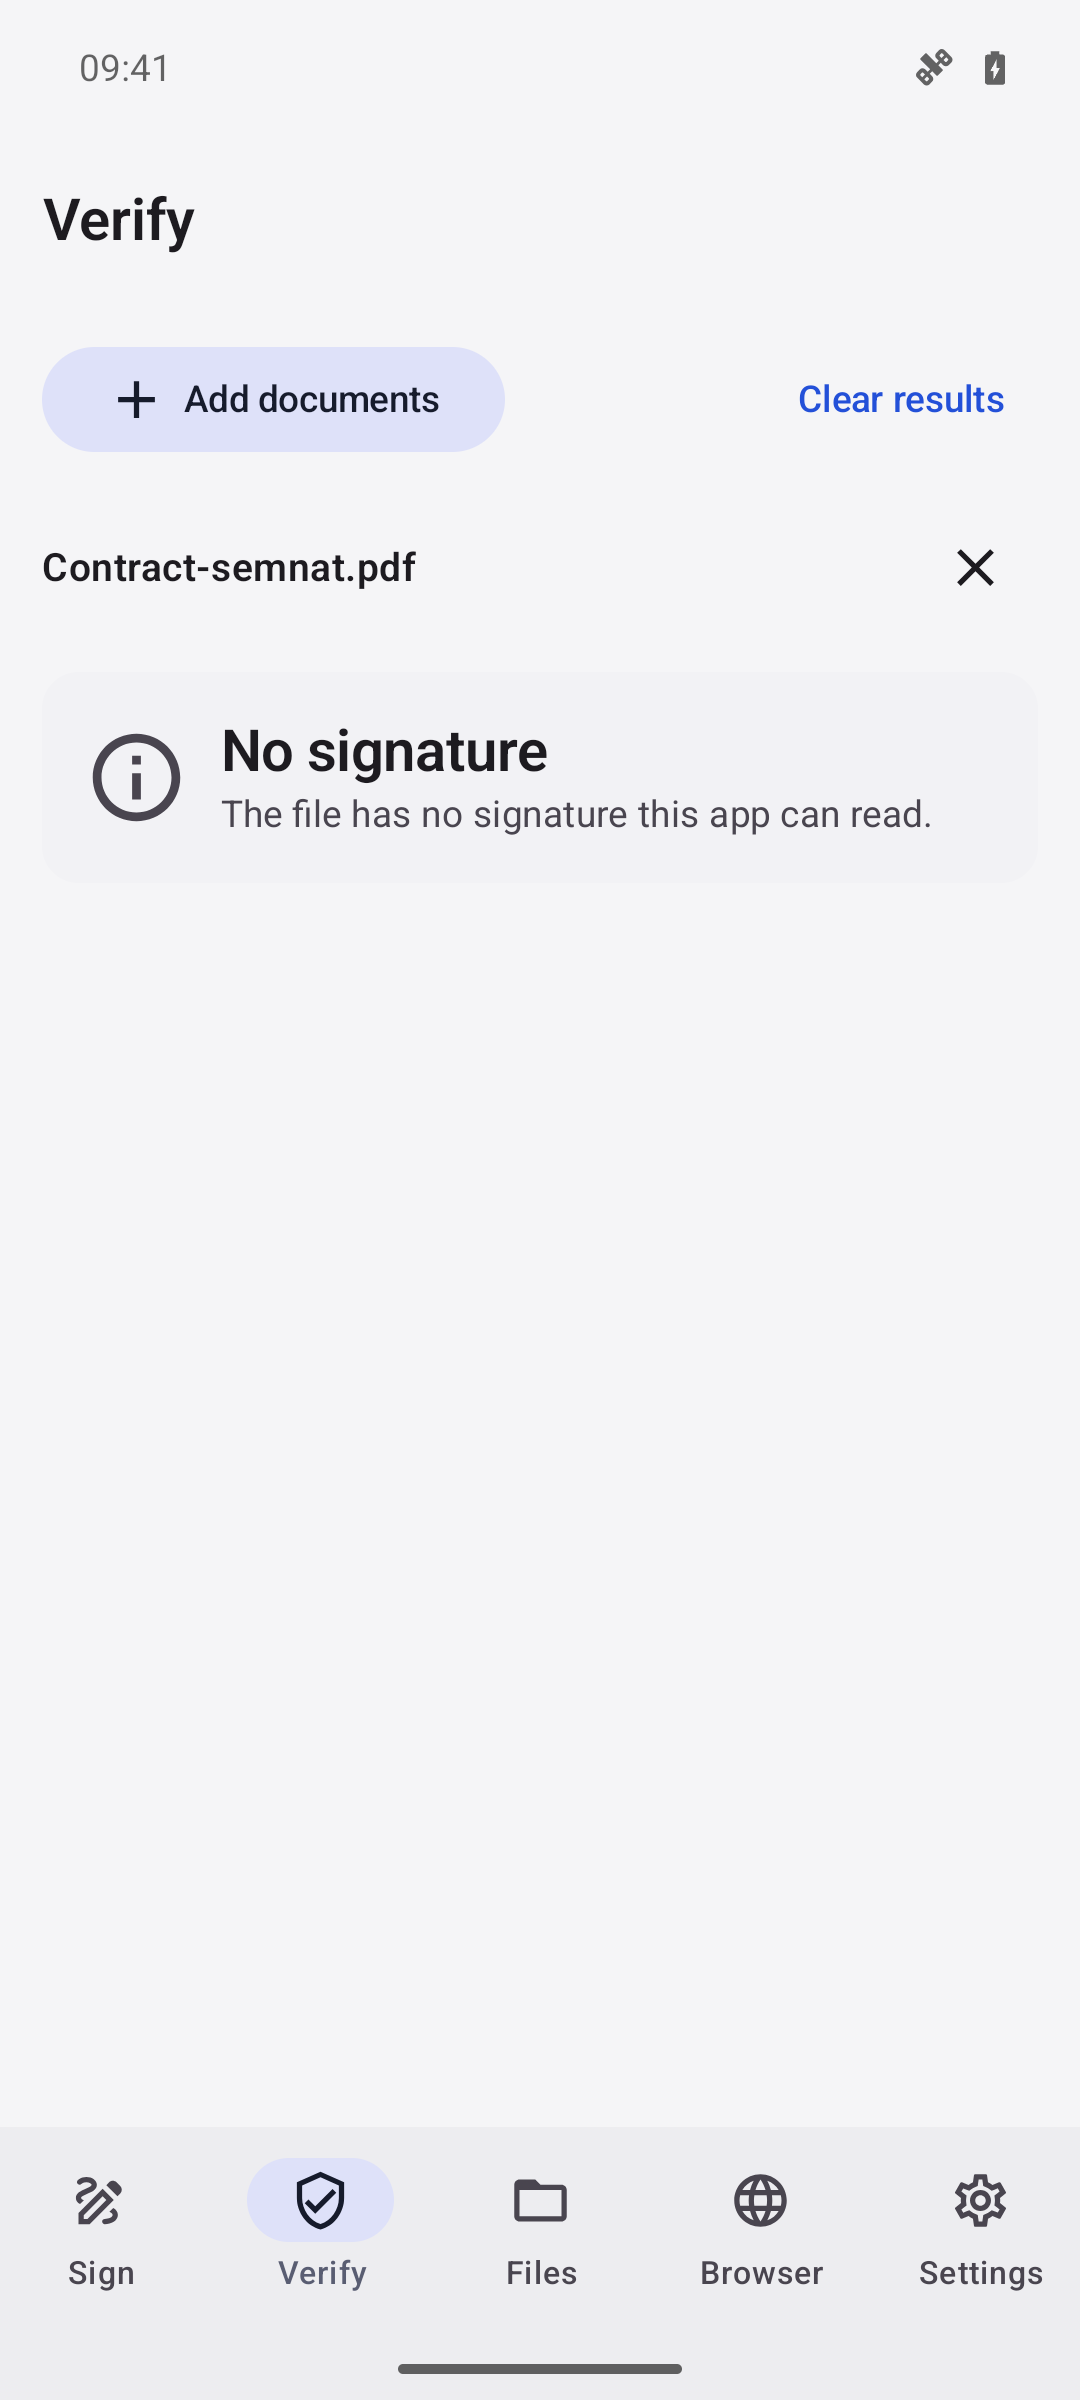 09:41
Verify
Add documents
Clear results
Contract-semnat.pdf
No signature
The file has no signature this app can read.
Sign
Verify
Files
Browser
Settings